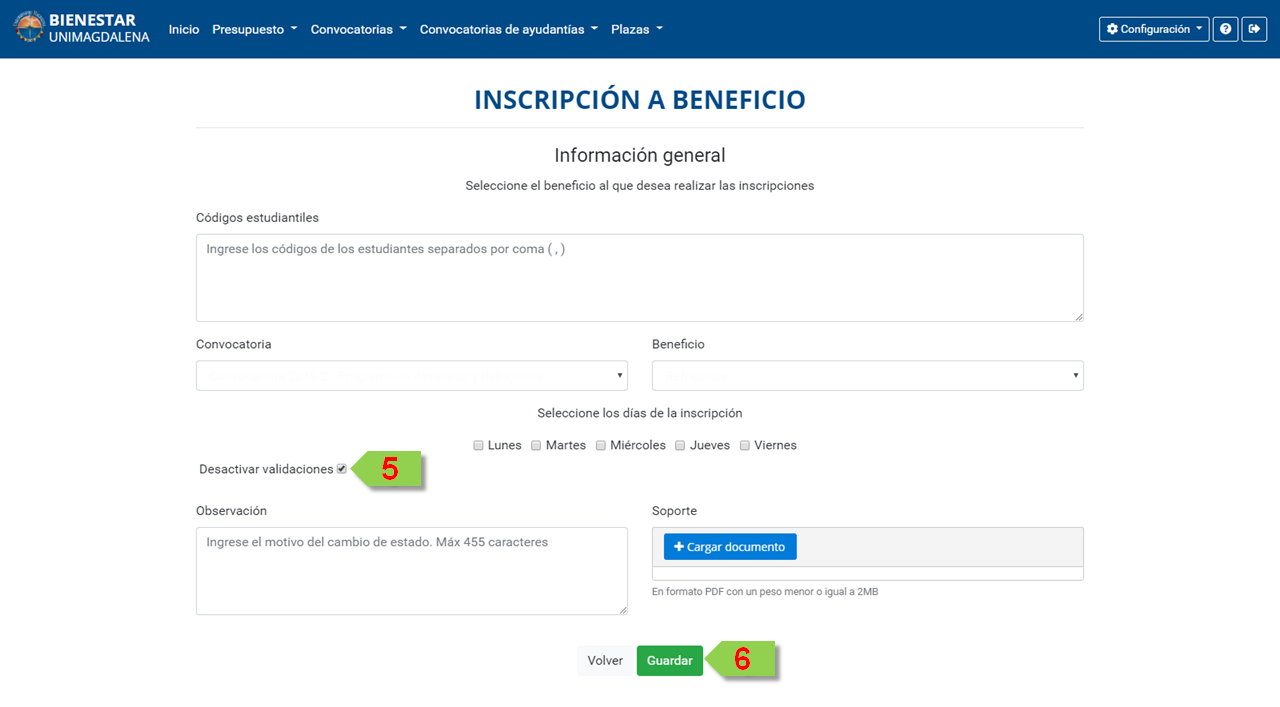 BIENESTAR
UNIMAGDALENA
Inicio Presupuesto Convocatorias Convocatorias de ayudantías Plazas Configuración
INSCRIPCIÓN A BENEFICIO
Información general
Seleccione el beneficio al que desea realizar las inscripciones
Códigos estudiantiles
Ingrese los códigos de los estudiantes separados por coma ( , )
Convocatoria Beneficio
Seleccione los días de la inscripción
Lunes Martes Miércoles Jueves Viernes
Desactivar validaciones 5
Observación Soporte
Ingrese el motivo del cambio de estado. Máx 455 caracteres
Cargar documento
En formato PDF con un peso menor o igual a 2MB
Volver Guardar 6